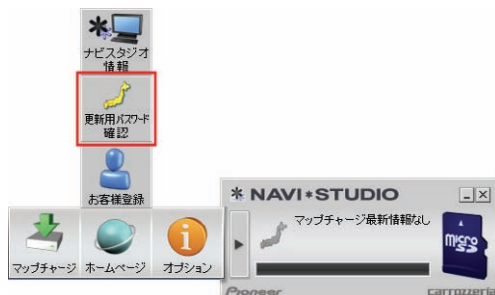 ナビスタジオ
情報
更新用パスワード
確認
お客様登録
マップチャージ
ホームページ
オプション
NAVI*STUDIO
マップチャージ最新情報なし
micro
Pioneer
carrozzeria